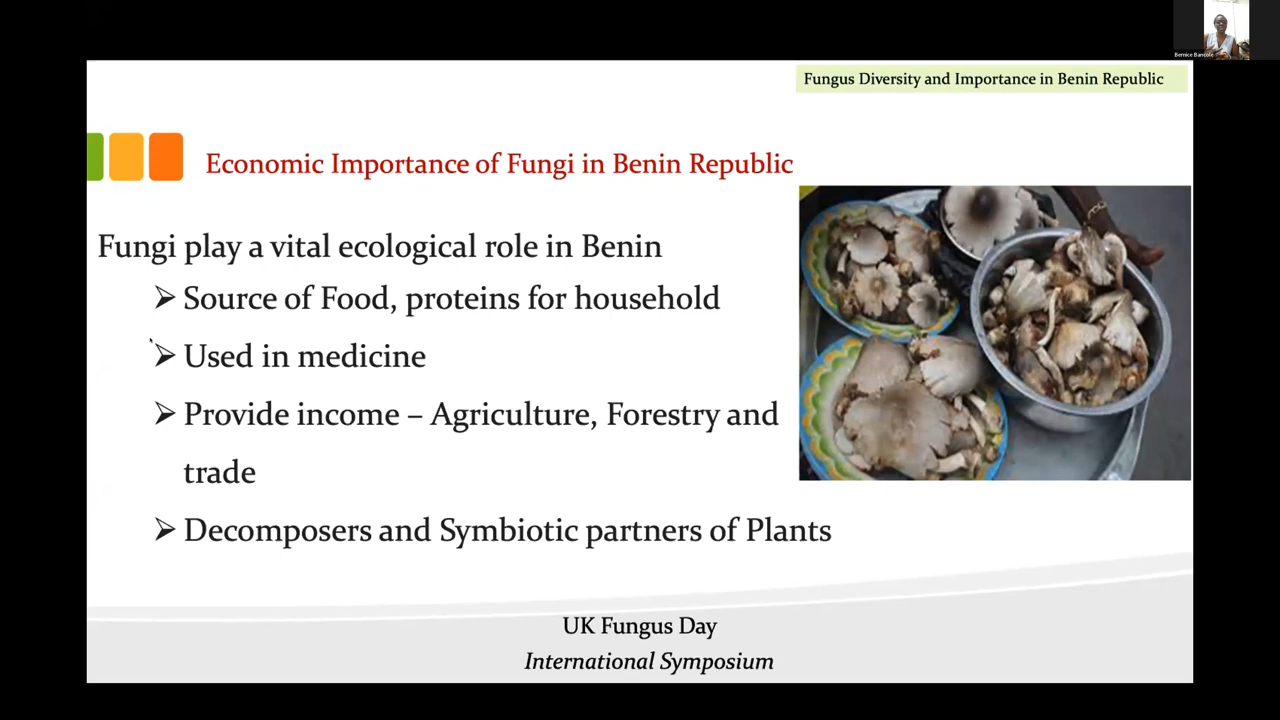 Bernice Bancole
Fungus Diversity and Importance in Benin Republic
Economic Importance of Fungi in Benin Republic
Fungi play a vital ecological role in Benin
➢ Source of Food, proteins for household
➢ Used in medicine
➢ Provide income – Agriculture, Forestry and
trade
➢ Decomposers and Symbiotic partners of Plants
UK Fungus Day
International Symposium